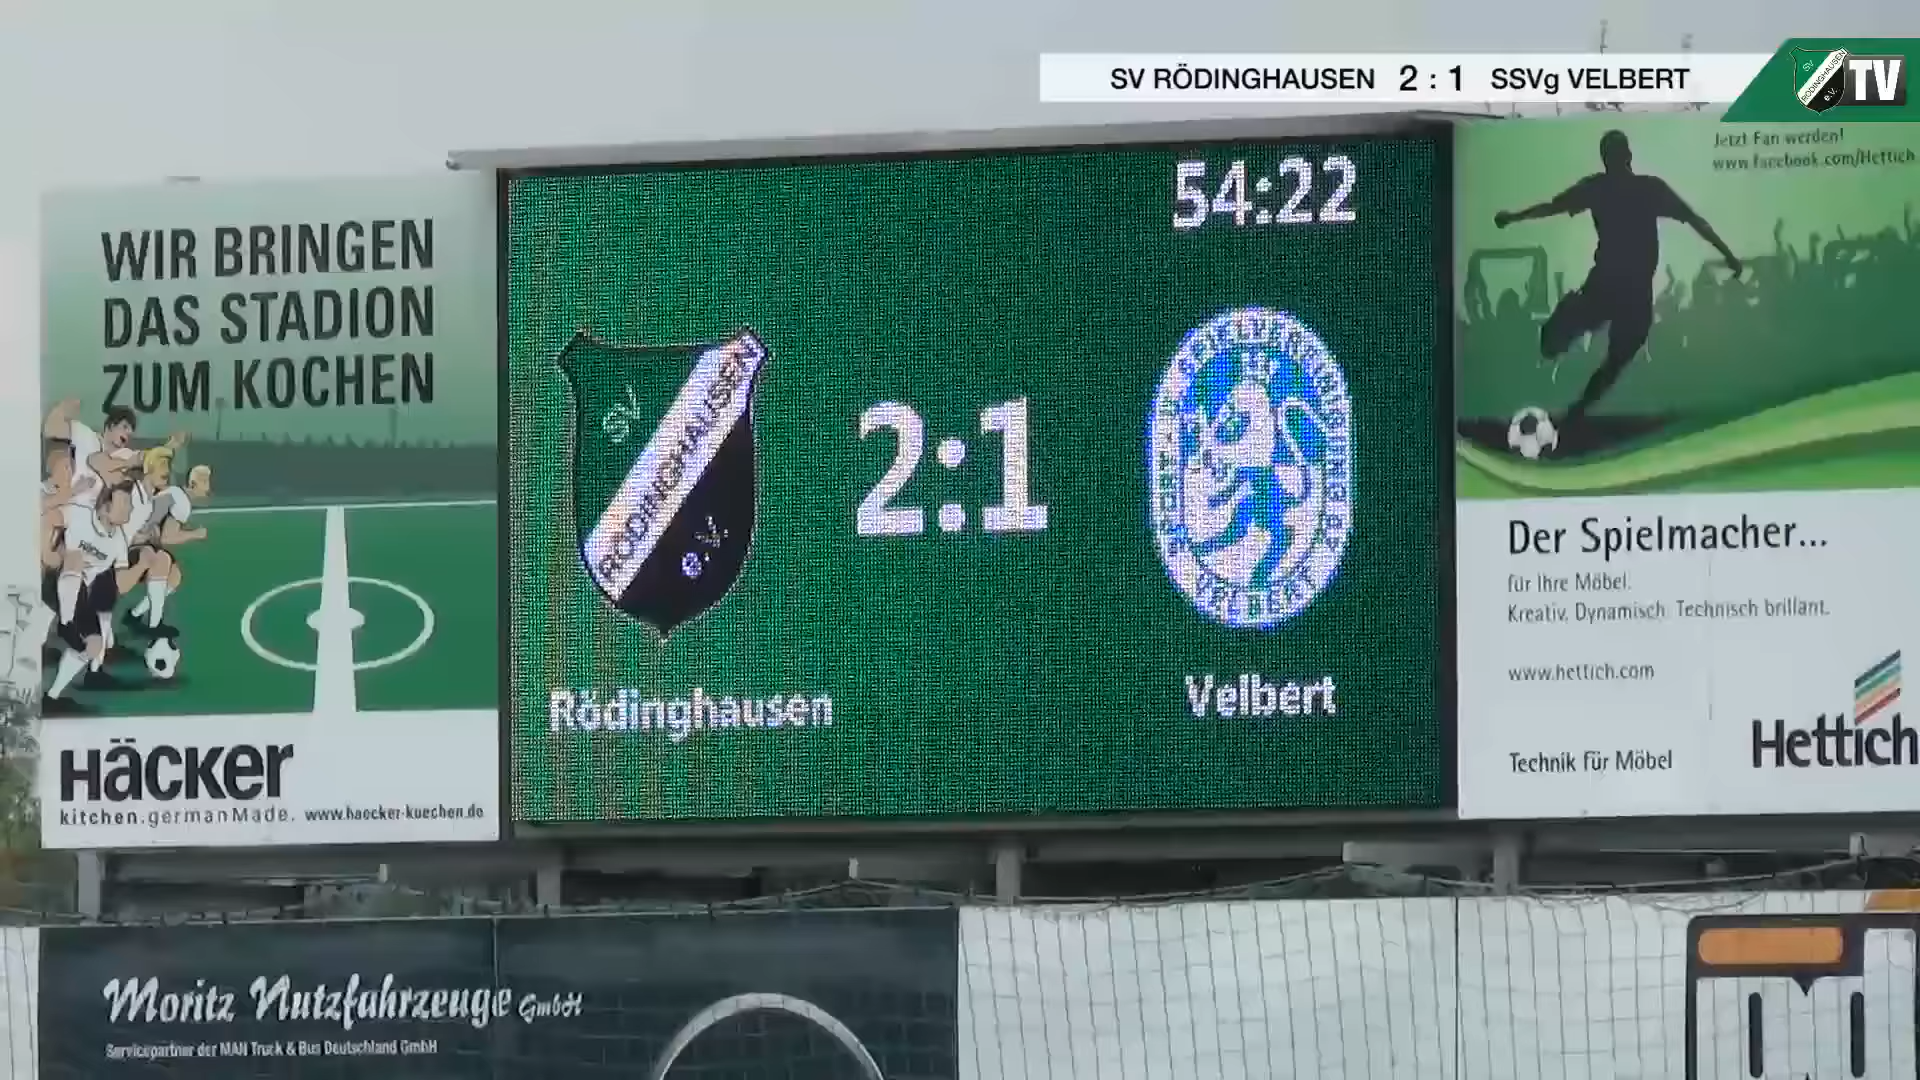 SV RÖDINGHAUSEN 2 : 1 SSVg VELBERT
SV RÖDINGHAUSEN e.V. TV
Jetzt Fan werden!
www.facebook.com/Hettich
54:22
WIR BRINGEN
DAS STADION
ZUM KOCHEN
SV
RÖDINGHAUSEN
e.V.
2:1
VELBERT
Rödinghausen
Velbert
Der Spielmacher...
für Ihre Möbel.
Kreativ. Dynamisch. Technisch brillant.
www.hettich.com
Technik für Möbel
Hettich
HÄCKER
kitchen.germanMade. www.haecker-kuechen.de
Moritz Nutzfahrzeuge GmbH
Servicepartner der MAN Truck & Bus Deutschland GmbH